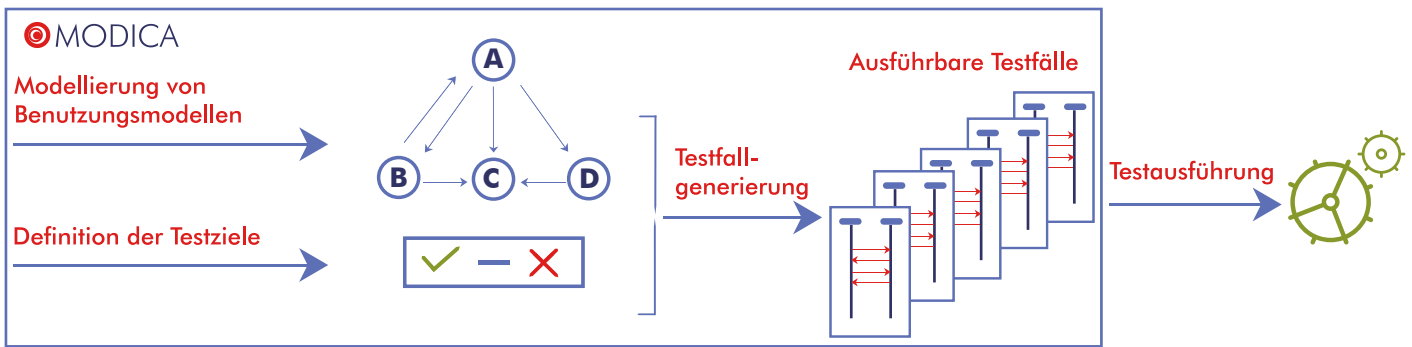 MODICA
Modellierung von
Benutzungsmodellen
Definition der Testziele
A
B
C
D
Testfall-
generierung
Ausführbare Testfälle
Testausführung